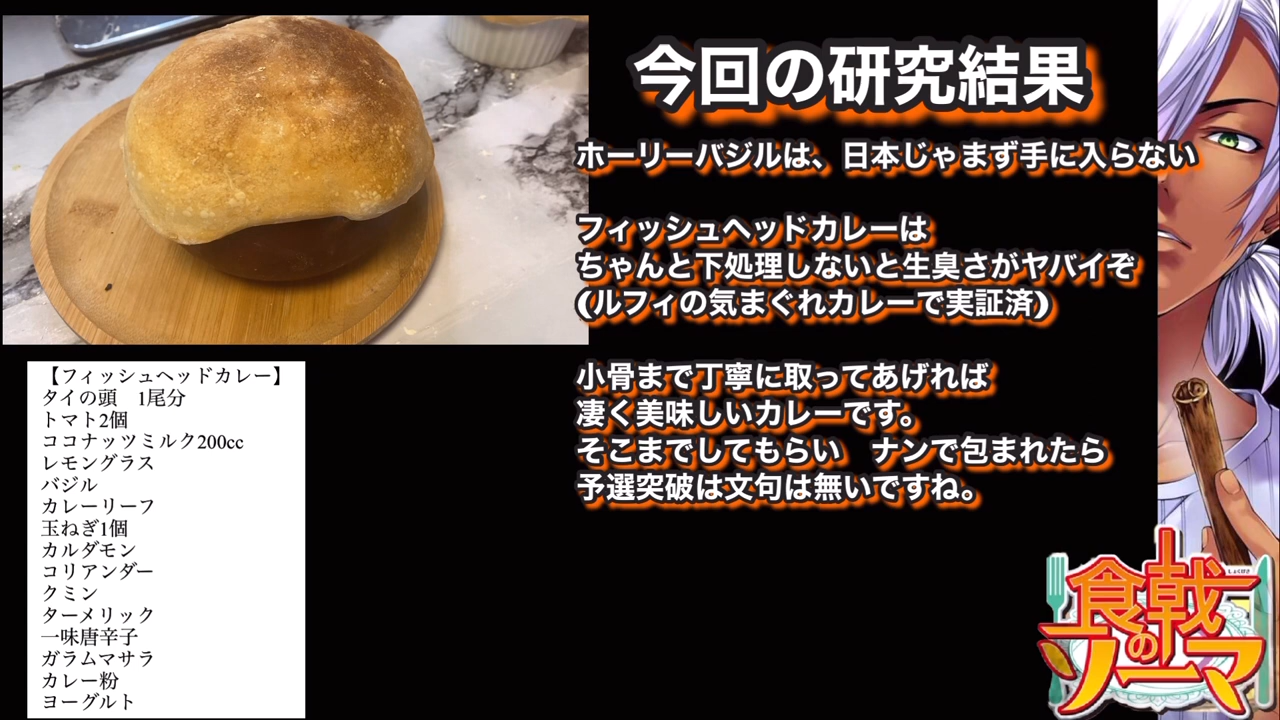 今回の研究結果
ホーリーバジルは、日本じゃまず手に入らない
フィッシュヘッドカレーは
ちゃんと下処理しないと生臭さがヤバイぞ
(ルフィの気まぐれカレーで実証済)
小骨まで丁寧に取ってあげれば
凄く美味しいカレーです。
そこまでしてもらい　ナンで包まれたら
予選突破は文句は無いですね。
【フィッシュヘッドカレー】
タイの頭　1尾分
トマト2個
ココナッツミルク200cc
レモングラス
バジル
カレーリーフ
玉ねぎ1個
カルダモン
コリアンダー
クミン
ターメリック
一味唐辛子
ガラムマサラ
カレー粉
ヨーグルト
しょくげき
食戟の
ソーマ